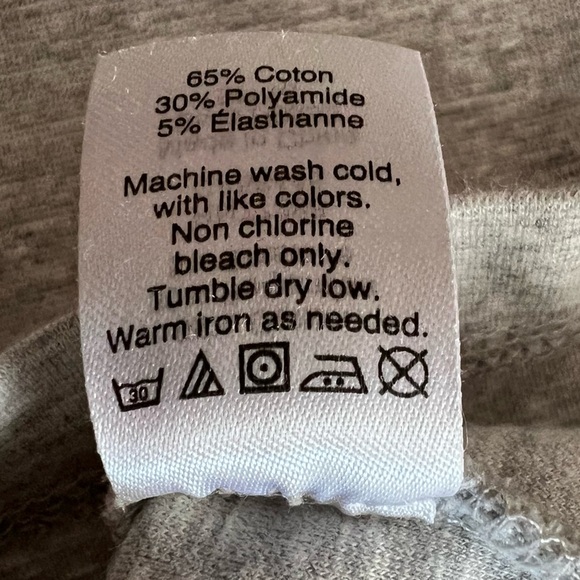 65% Coton
30% Polyamide
5% Élasthanne
Machine wash cold,
with like colors.
Non chlorine
bleach only.
Tumble dry low.
Warm iron as needed.
30